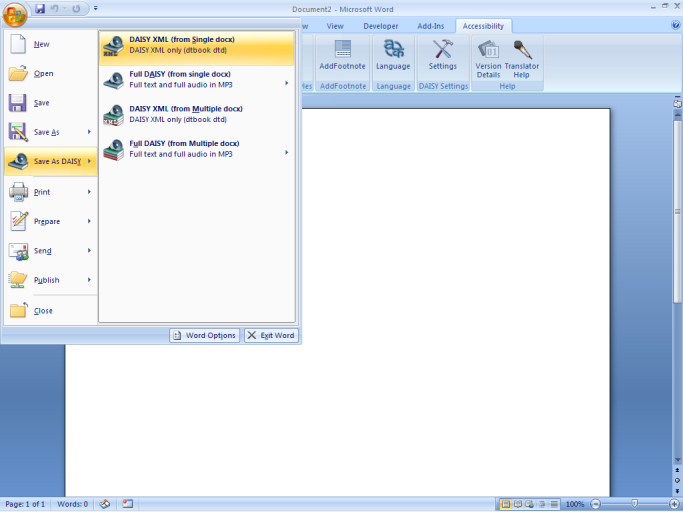 Document2 - Microsoft Word
View Developer Add-Ins Accessibility
AddFootnote Language Settings Version Details Translator Help
AddFootnote Language DAISY Settings Help
New
Open
Save
Save As
Save As DAISY
Print
Prepare
Send
Publish
Close
DAISY XML (from Single docx)
DAISY XML only (dtbook dtd)
Full DAISY (from single docx)
Full text and full audio in MP3
DAISY XML (from Multiple docx)
DAISY XML only (dtbook dtd)
Full DAISY (from Multiple docx)
Full text and full audio in MP3
Word Options Exit Word
Page: 1 of 1 Words: 0 100%